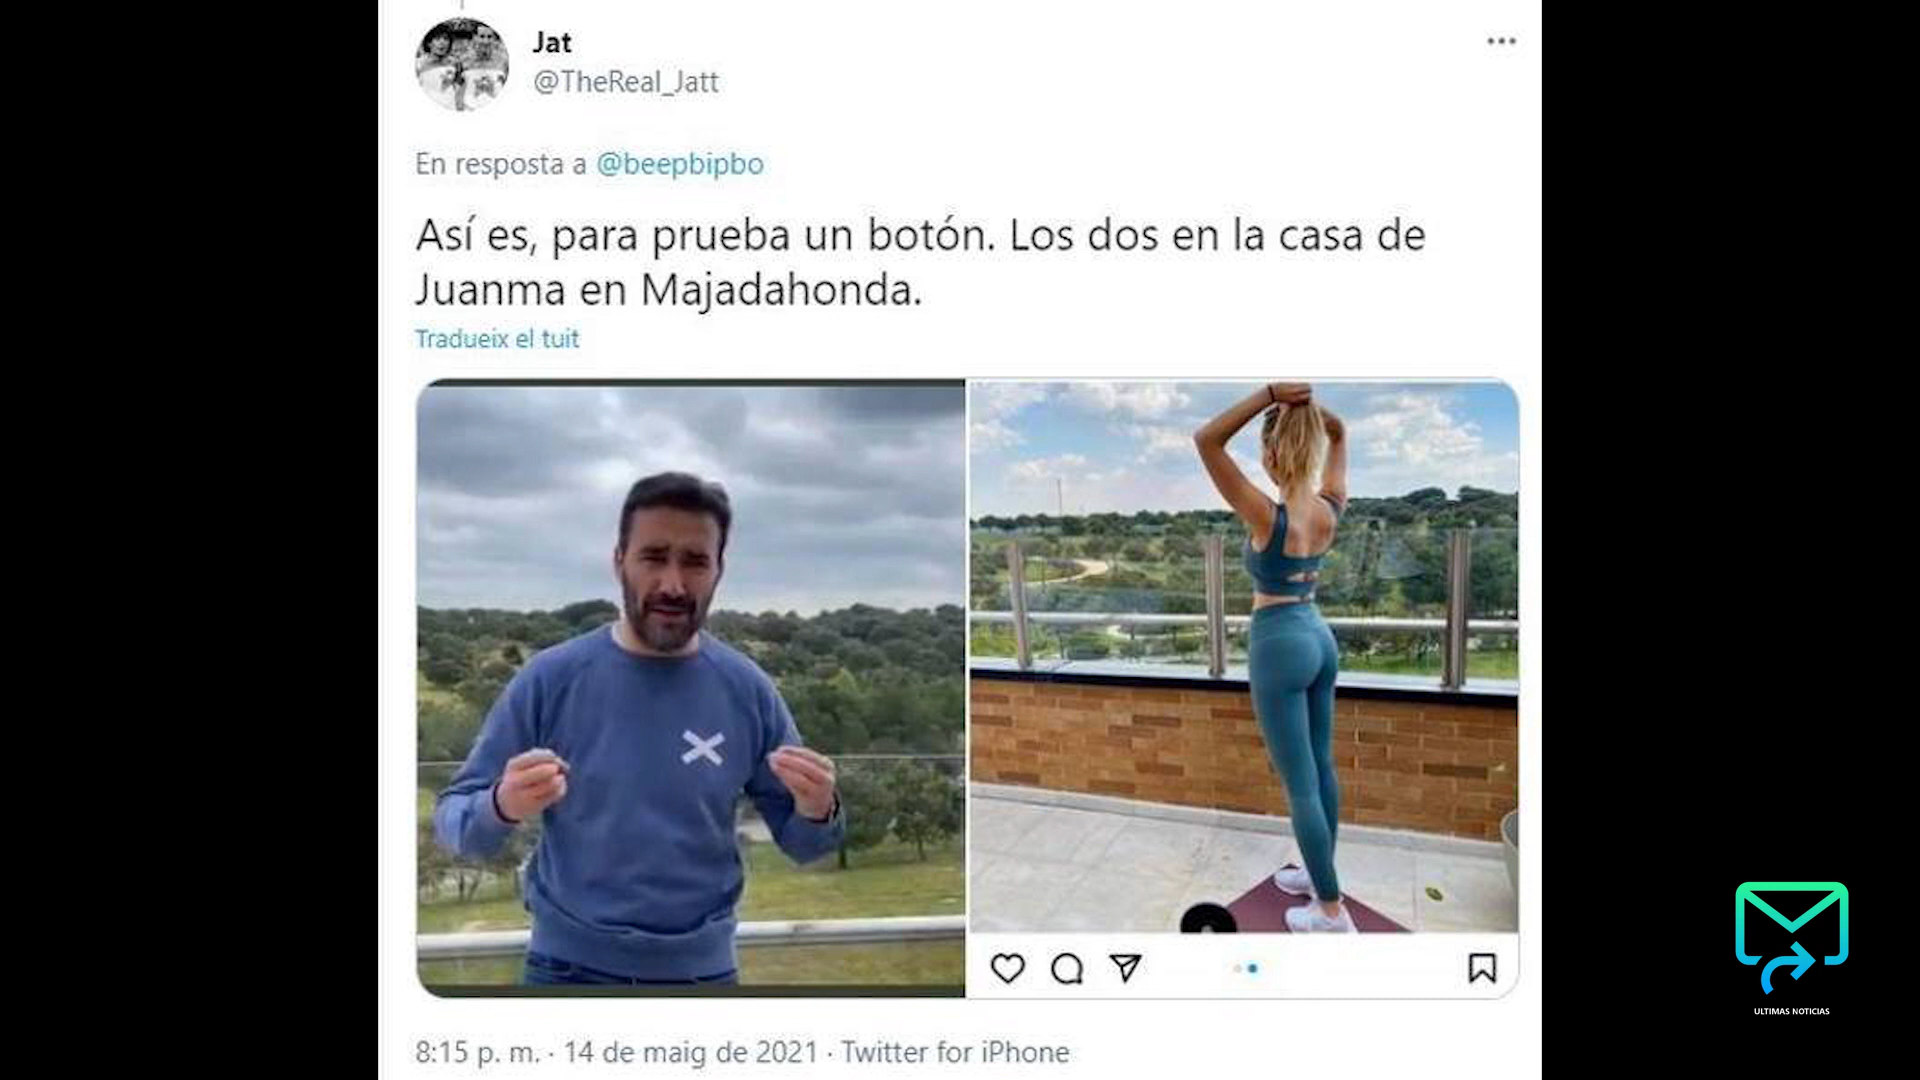 Jat
@TheReal_Jatt
En resposta a @beepbipbo
Así es, para prueba un botón. Los dos en la casa de
Juanma en Majadahonda.
Tradueix el tuit
8:15 p. m. · 14 de maig de 2021 · Twitter for iPhone
ULTIMAS NOTICIAS